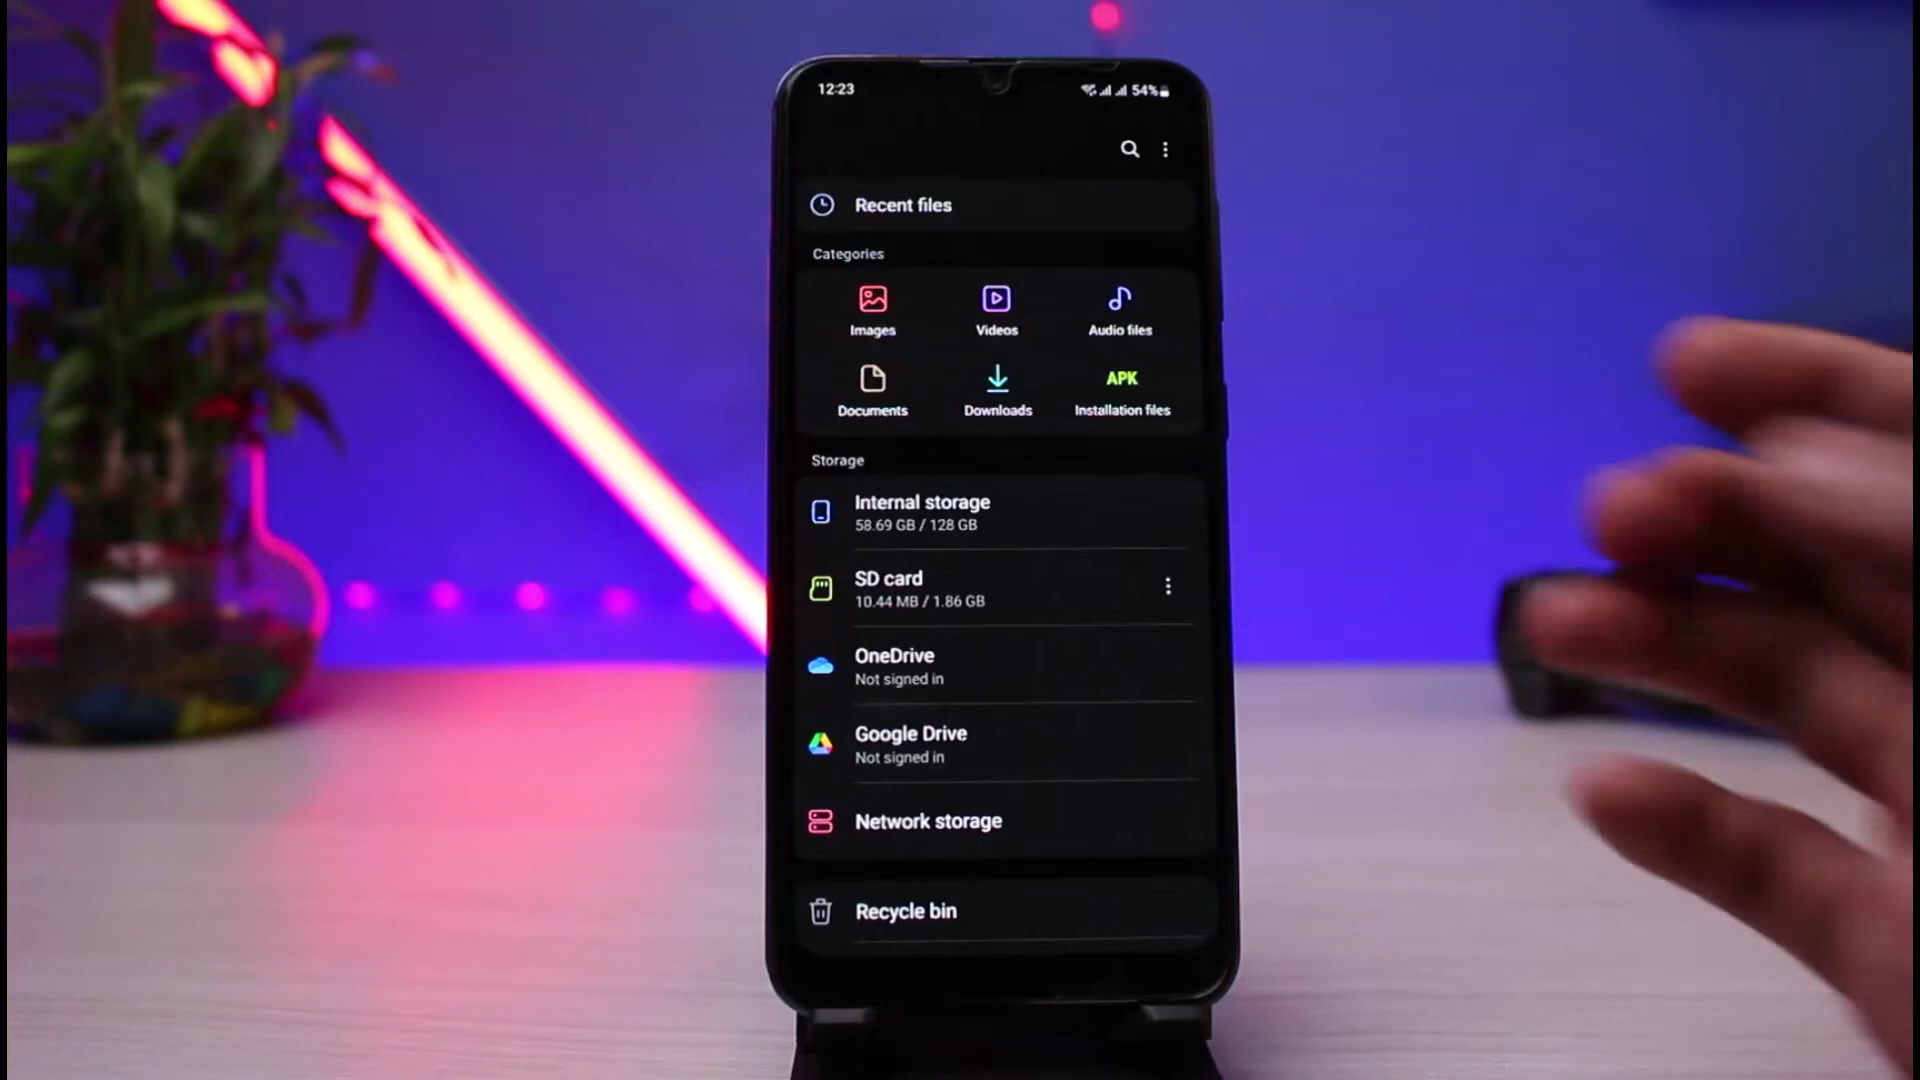 12:23 54%
Recent files
Categories
Images Videos Audio files
APK
Documents Downloads Installation files
Storage
Internal storage
58.69 GB / 128 GB
SD card
10.44 MB / 1.86 GB
OneDrive
Not signed in
Google Drive
Not signed in
Network storage
Recycle bin